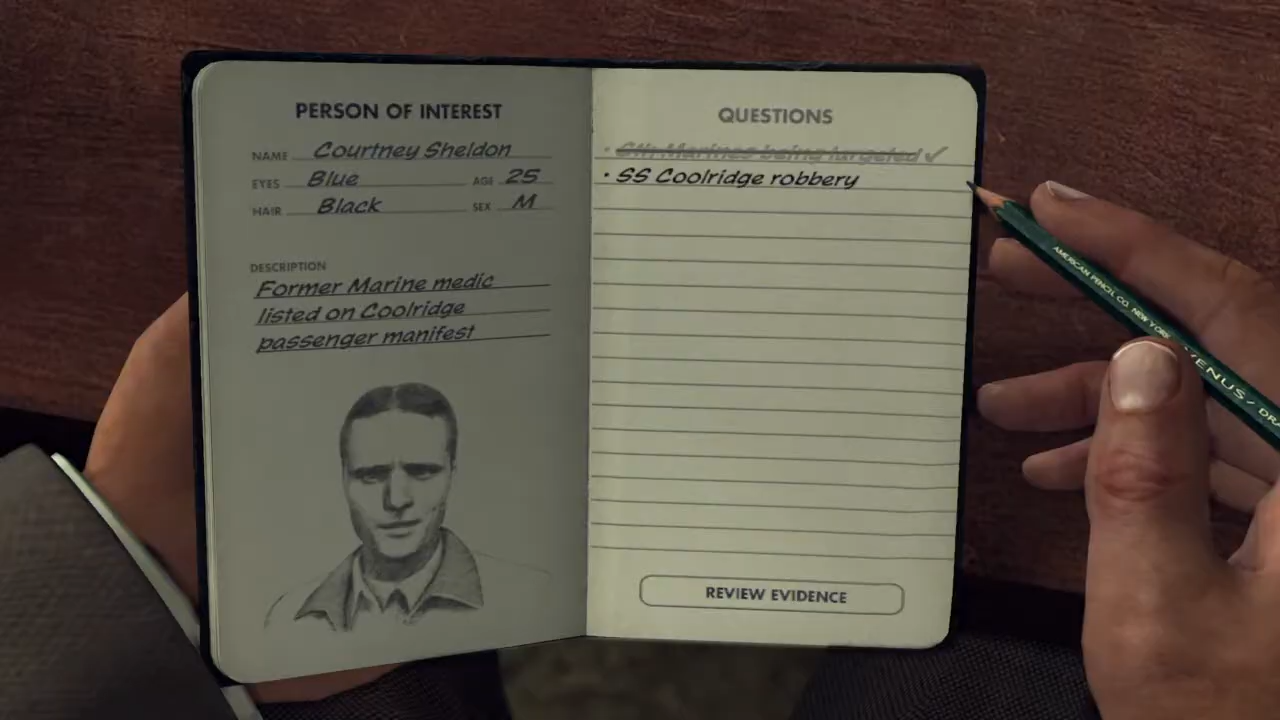 PERSON OF INTEREST
NAME Courtney Sheldon
EYES Blue AGE 25
HAIR Black SEX M
DESCRIPTION
Former Marine medic
listed on Coolridge
passenger manifest
QUESTIONS
• 6th Marines being targeted ✓
• SS Coolridge robbery
REVIEW EVIDENCE
AMERICAN PENCIL CO. NEW YORK
VENUS / DRA